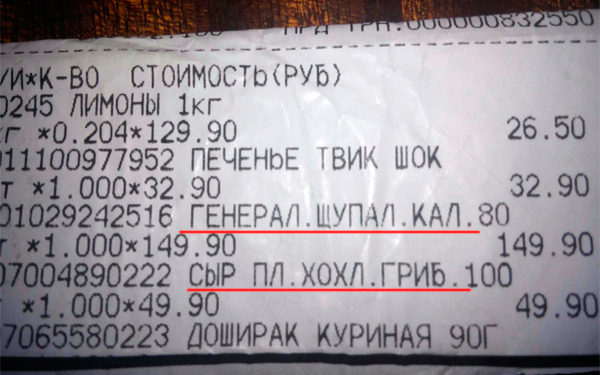 000000832550
/И*К-ВО СТОИМОСТЬ(РУБ)
0245 ЛИМОНЫ 1кг
кг *0.204*129.90 26.50
011100977952 ПЕЧЕНЬЕ ТВИК ШОК
т *1.000*32.90 32.90
01029242516 ГЕНЕРАЛ.ЩУПАЛ.КАЛ.80
т *1.000*149.90 149.90
07004890222 СЫР ПЛ.ХОХЛ.ГРИБ.100
*1.000*49.90 49.90
7065580223 ДОШИРАК КУРИНАЯ 90Г